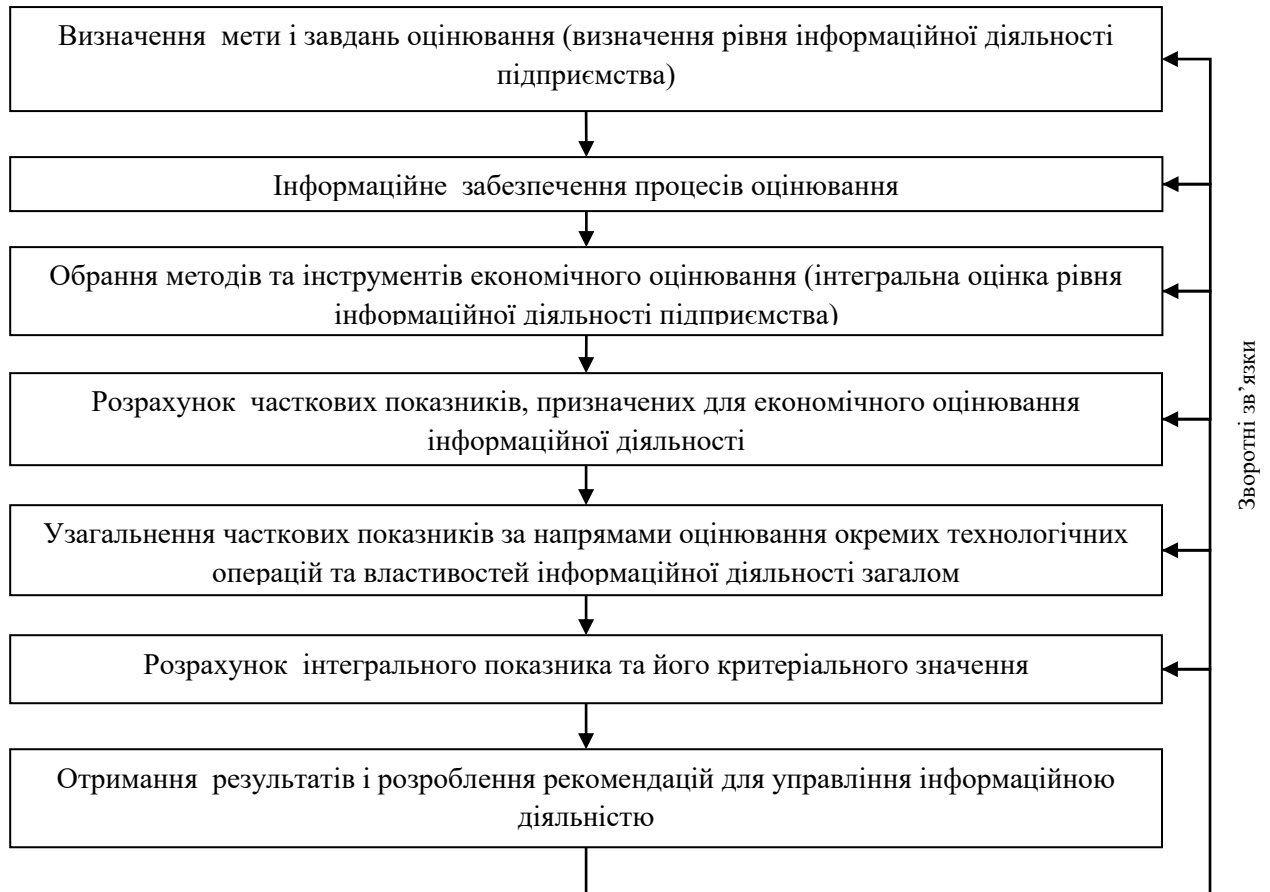 Визначення мети і завдань оцінювання (визначення рівня інформаційної діяльності
підприємства)
Інформаційне забезпечення процесів оцінювання
Обрання методів та інструментів економічного оцінювання (інтегральна оцінка рівня
інформаційної діяльності підприємства)
Розрахунок часткових показників, призначених для економічного оцінювання
інформаційної діяльності
Узагальнення часткових показників за напрямами оцінювання окремих технологічних
операцій та властивостей інформаційної діяльності загалом
Розрахунок інтегрального показника та його критеріального значення
Отримання результатів і розроблення рекомендацій для управління інформаційною
діяльністю
Зворотні зв’язки